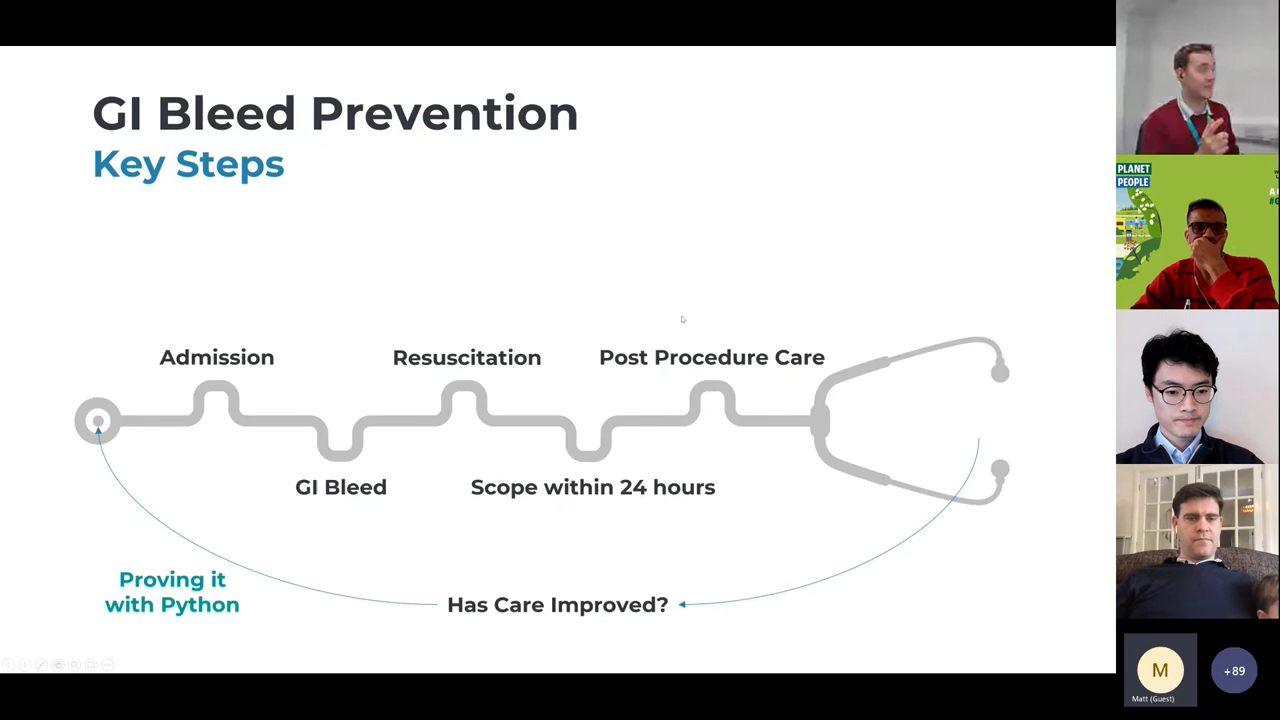 GI Bleed Prevention
Key Steps
Admission
Resuscitation
Post Procedure Care
GI Bleed
Scope within 24 hours
Proving it
with Python
Has Care Improved?
PLANET
PEOPLE
M
Matt (Guest)
+89